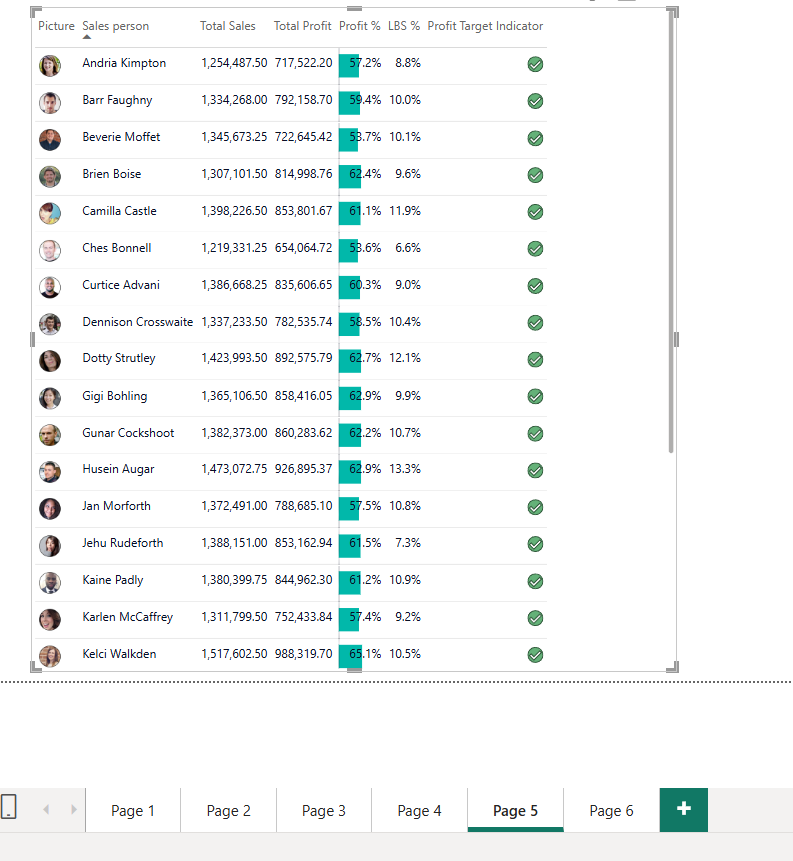 Picture Sales person Total Sales Total Profit Profit % LBS % Profit Target Indicator
Andria Kimpton 1,254,487.50 717,522.20 57.2% 8.8%
Barr Faughny 1,334,268.00 792,158.70 59.4% 10.0%
Beverie Moffet 1,345,673.25 722,645.42 53.7% 10.1%
Brien Boise 1,307,101.50 814,998.76 62.4% 9.6%
Camilla Castle 1,398,226.50 853,801.67 61.1% 11.9%
Ches Bonnell 1,219,331.25 654,064.72 53.6% 6.6%
Curtice Advani 1,386,668.25 835,606.65 60.3% 9.0%
Dennison Crosswaite 1,337,233.50 782,535.74 58.5% 10.4%
Dotty Strutley 1,423,993.50 892,575.79 62.7% 12.1%
Gigi Bohling 1,365,106.50 858,416.05 62.9% 9.9%
Gunar Cockshoot 1,382,373.00 860,283.62 62.2% 10.7%
Husein Augar 1,473,072.75 926,895.37 62.9% 13.3%
Jan Morforth 1,372,491.00 788,685.10 57.5% 10.8%
Jehu Rudeforth 1,388,151.00 853,162.94 61.5% 7.3%
Kaine Padly 1,380,399.75 844,962.30 61.2% 10.9%
Karlen McCaffrey 1,311,799.50 752,433.84 57.4% 9.2%
Kelci Walkden 1,517,602.50 988,319.70 65.1% 10.5%
Page 1 Page 2 Page 3 Page 4 Page 5 Page 6 +